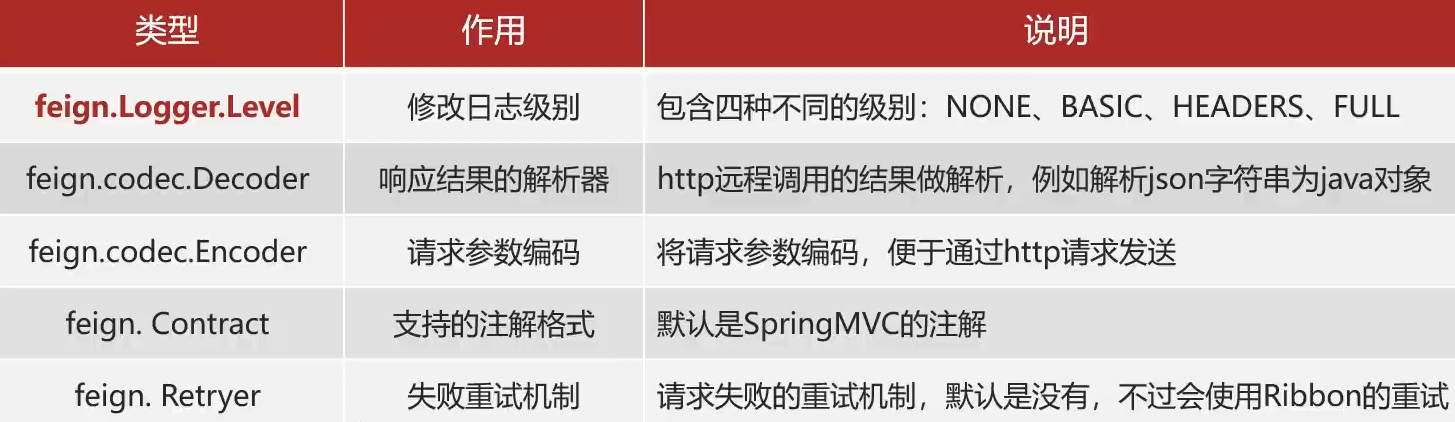 类型 作用 说明
feign.Logger.Level 修改日志级别 包含四种不同的级别：NONE、BASIC、HEADERS、FULL
feign.codec.Decoder 响应结果的解析器 http远程调用的结果做解析，例如解析json字符串为java对象
feign.codec.Encoder 请求参数编码 将请求参数编码，便于通过http请求发送
feign. Contract 支持的注解格式 默认是SpringMVC的注解
feign. Retryer 失败重试机制 请求失败的重试机制，默认是没有，不过会使用Ribbon的重试